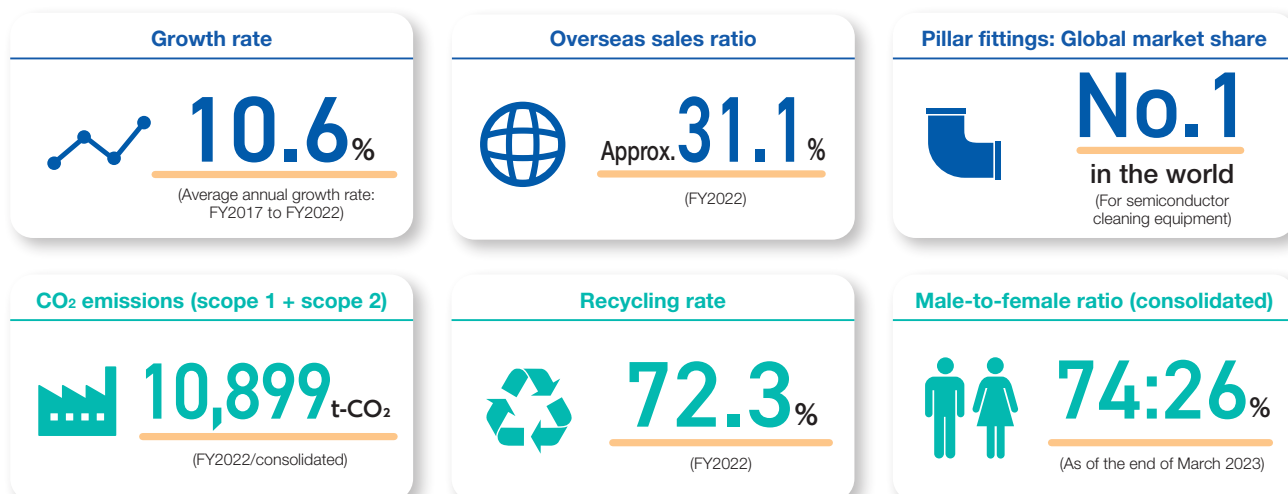 Growth rate
10.6%
(Average annual growth rate:
FY2017 to FY2022)
Overseas sales ratio
Approx.31.1%
(FY2022)
Pillar fittings: Global market share
No.1
in the world
(For semiconductor
cleaning equipment)
CO₂ emissions (scope 1 + scope 2)
10,899t-CO₂
(FY2022/consolidated)
Recycling rate
72.3%
(FY2022)
Male-to-female ratio (consolidated)
74:26%
(As of the end of March 2023)